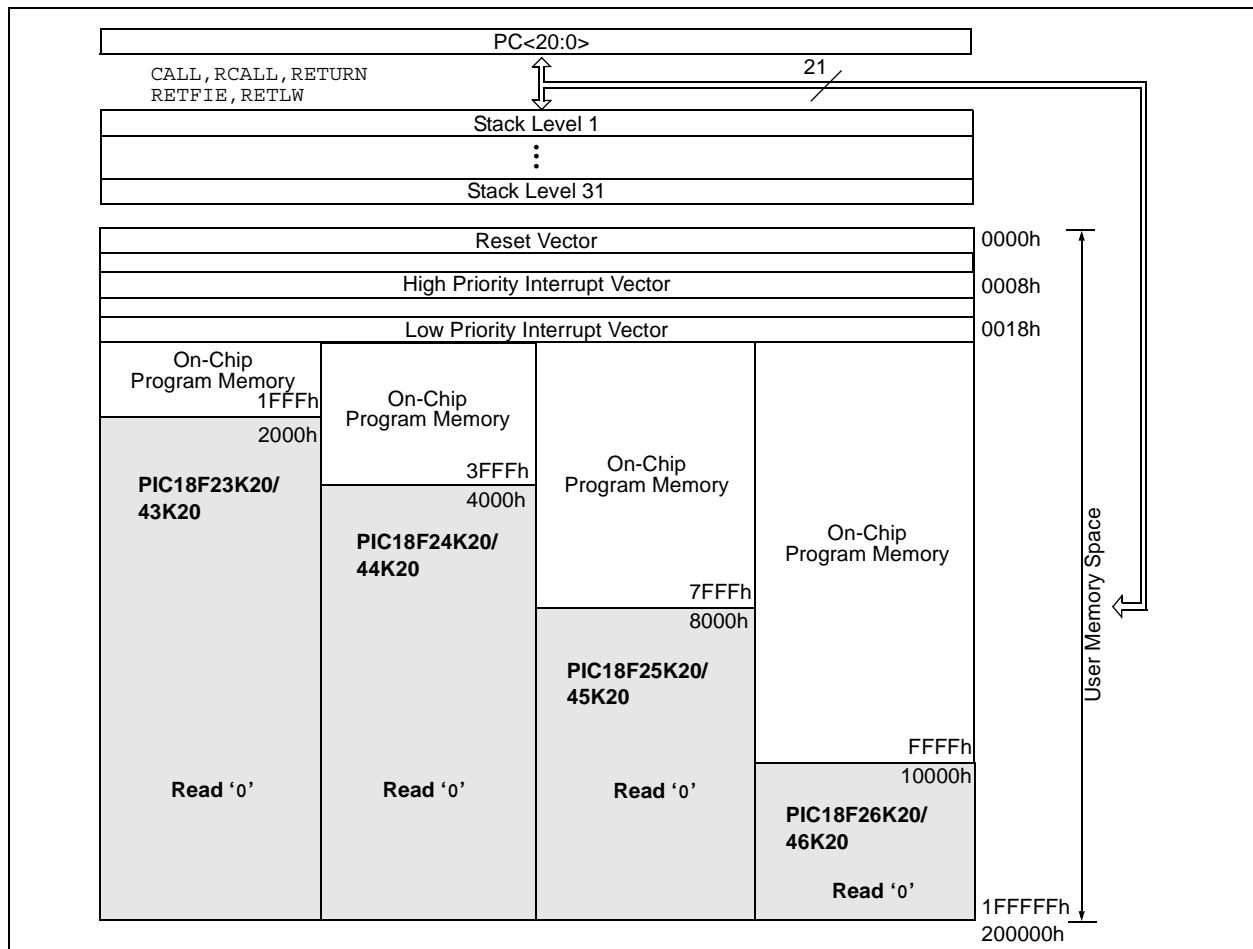 PC<20:0>
CALL,RCALL,RETURN
RETFIE,RETLW
21
Stack Level 1
⋮
Stack Level 31
Reset Vector
0000h
High Priority Interrupt Vector
0008h
Low Priority Interrupt Vector
0018h
On-Chip
Program Memory
1FFFh
2000h
PIC18F23K20/
43K20
Read ‘0’
On-Chip
Program Memory
3FFFh
4000h
PIC18F24K20/
44K20
Read ‘0’
On-Chip
Program Memory
7FFFh
8000h
PIC18F25K20/
45K20
Read ‘0’
On-Chip
Program Memory
FFFFh
10000h
PIC18F26K20/
46K20
Read ‘0’
1FFFFFh
200000h
User Memory Space